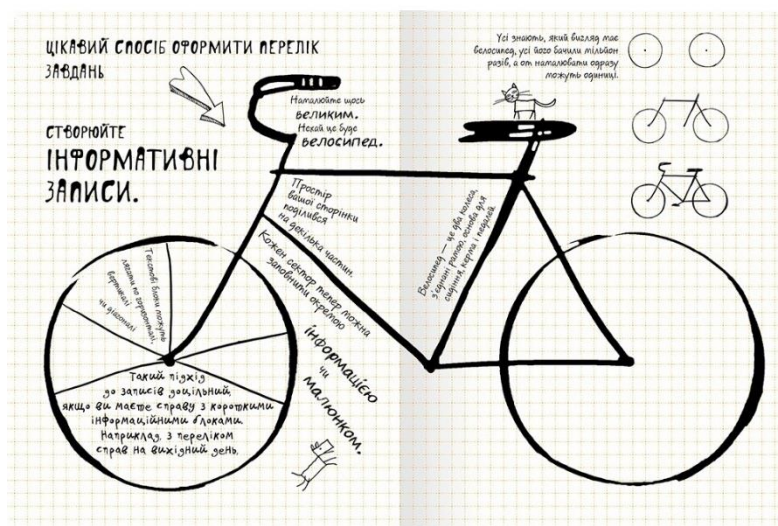 ЦІКАВИЙ СПОСІБ ОФОРМИТИ ПЕРЕЛІК
ЗАВДАНЬ
СТВОРЮЙТЕ
ІНФОРМАТИВНІ
ЗАПИСИ.
Намалюйте щось
великим.
Нехай це буде
велосипед.
Усі знають, який вигляд має
велосипед, усі його бачили мільйон
разів, а от намалювати одразу
можуть одиниці.
Простір
вашої сторінки
поділився
на декілька частин.
Кожен сектор тепер можна
заповнити окремою
інформацією
чи
малюнком.
Велосипед — це два колеса,
з'єднані рамою, основа для
сидіння, керма і педалей
Текстові блоки можуть
лягати по горизонталі,
вертикалі
чи діагоналі
Такий підхід
до записів доцільний,
якщо ви маєте справу з короткими
інформаційними блоками.
Наприклад, з переліком
справ на вихідний день.